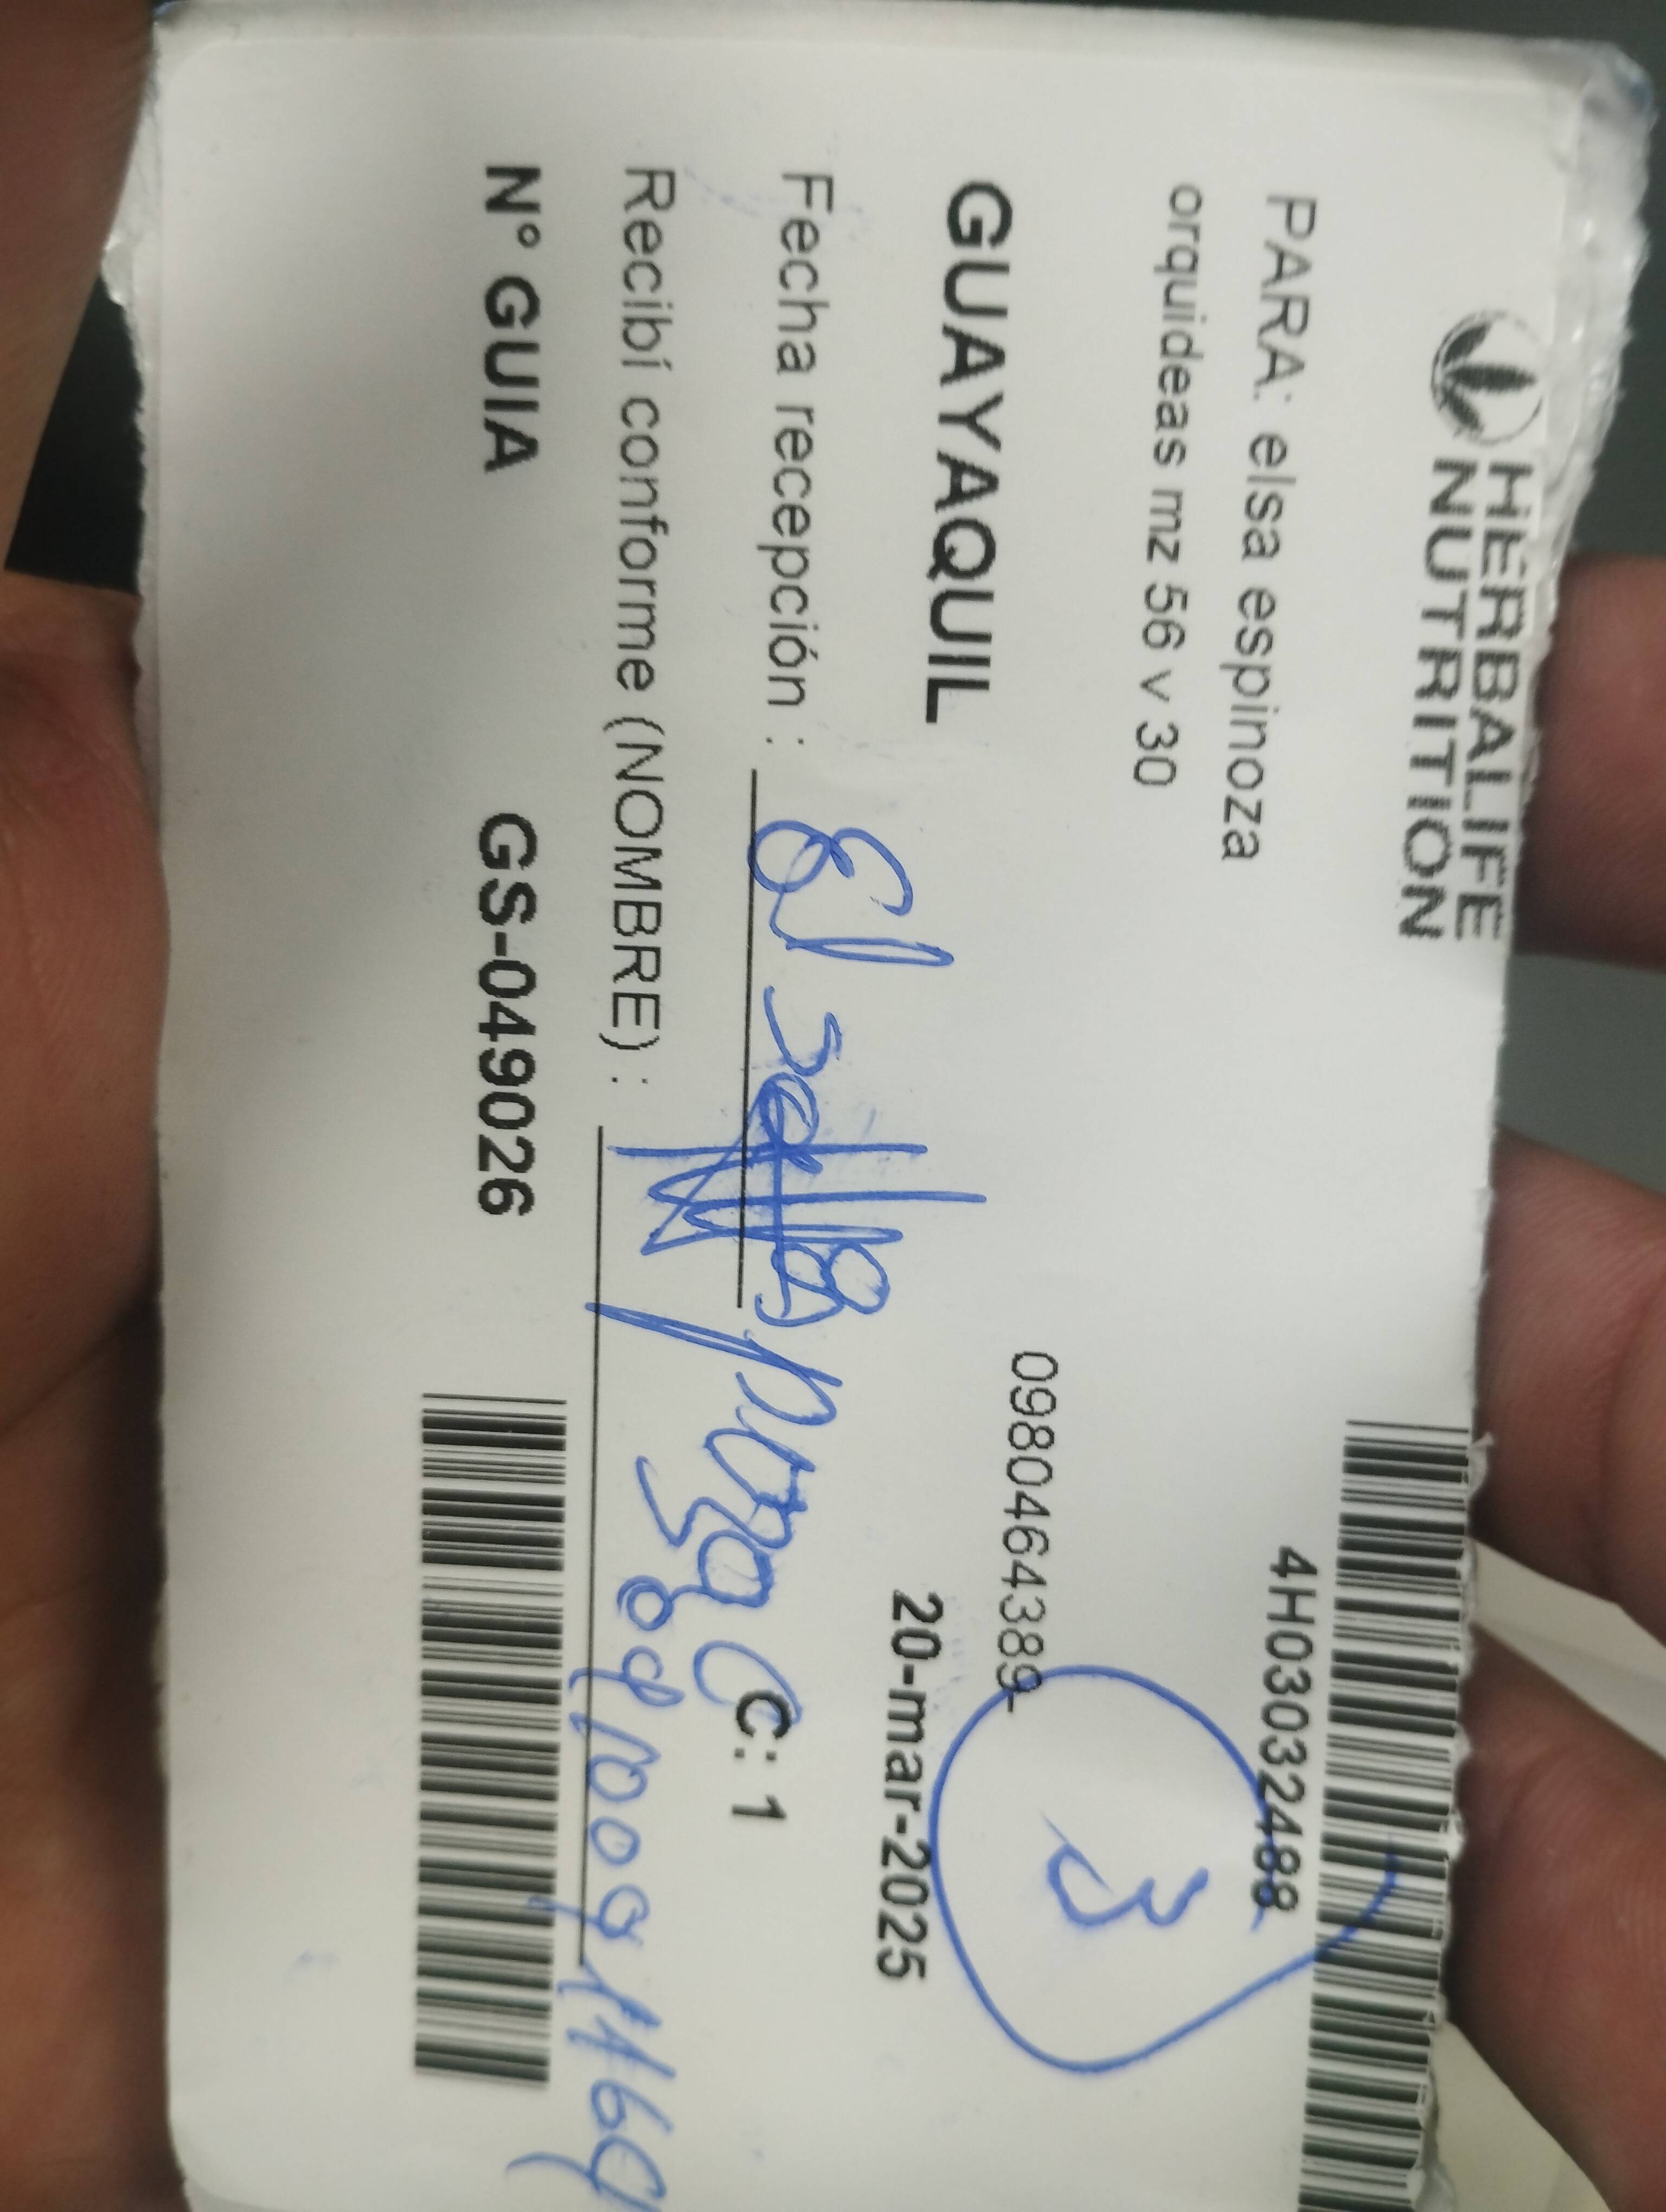 HERBALIFE
NUTRITION
4H03032488
PARA: elsa espinoza
orquideas mz 56 v 30
3
0980464389
GUAYAQUIL
20-mar-2025
Fecha recepción :
C: 1
Recibí conforme (NOMBRE) :
N° GUIA GS-049026